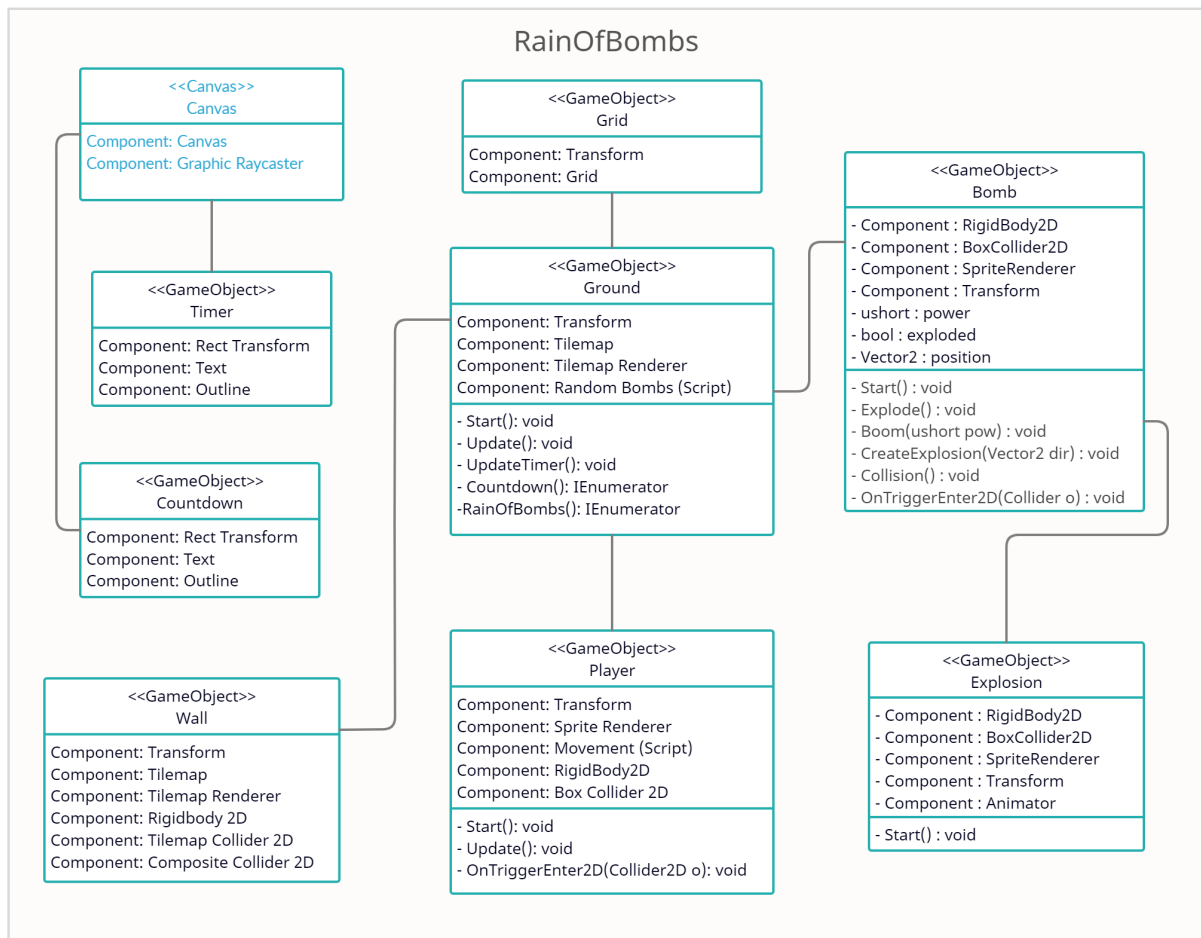 RainOfBombs
<<Canvas>>
Canvas
Component: Canvas
Component: Graphic Raycaster
<<GameObject>>
Timer
Component: Rect Transform
Component: Text
Component: Outline
<<GameObject>>
Countdown
Component: Rect Transform
Component: Text
Component: Outline
<<GameObject>>
Wall
Component: Transform
Component: Tilemap
Component: Tilemap Renderer
Component: Rigidbody 2D
Component: Tilemap Collider 2D
Component: Composite Collider 2D
<<GameObject>>
Grid
Component: Transform
Component: Grid
<<GameObject>>
Ground
Component: Transform
Component: Tilemap
Component: Tilemap Renderer
Component: Random Bombs (Script)
- Start(): void
- Update(): void
- UpdateTimer(): void
- Countdown(): IEnumerator
-RainOfBombs(): IEnumerator
<<GameObject>>
Player
Component: Transform
Component: Sprite Renderer
Component: Movement (Script)
Component: RigidBody2D
Component: Box Collider 2D
- Start(): void
- Update(): void
- OnTriggerEnter2D(Collider2D o): void
<<GameObject>>
Bomb
- Component : RigidBody2D
- Component : BoxCollider2D
- Component : SpriteRenderer
- Component : Transform
- ushort : power
- bool : exploded
- Vector2 : position
- Start() : void
- Explode() : void
- Boom(ushort pow) : void
- CreateExplosion(Vector2 dir) : void
- Collision() : void
- OnTriggerEnter2D(Collider o) : void
<<GameObject>>
Explosion
- Component : RigidBody2D
- Component : BoxCollider2D
- Component : SpriteRenderer
- Component : Transform
- Component : Animator
- Start() : void